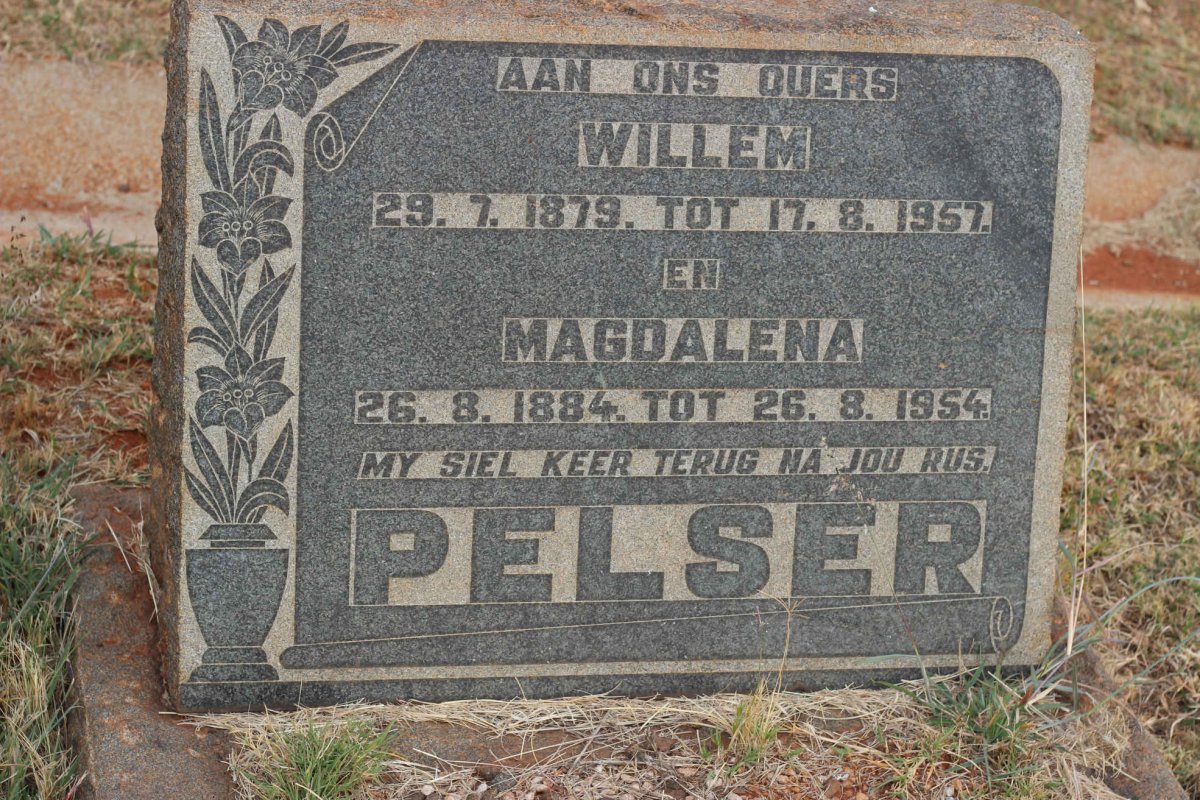 AAN ONS OUERS
WILLEM
29. 7. 1879. TOT 17. 8. 1957.
EN
MAGDALENA
26. 8. 1884. TOT 26. 8. 1954.
MY SIEL KEER TERUG NA JOU RUS.
PELSER